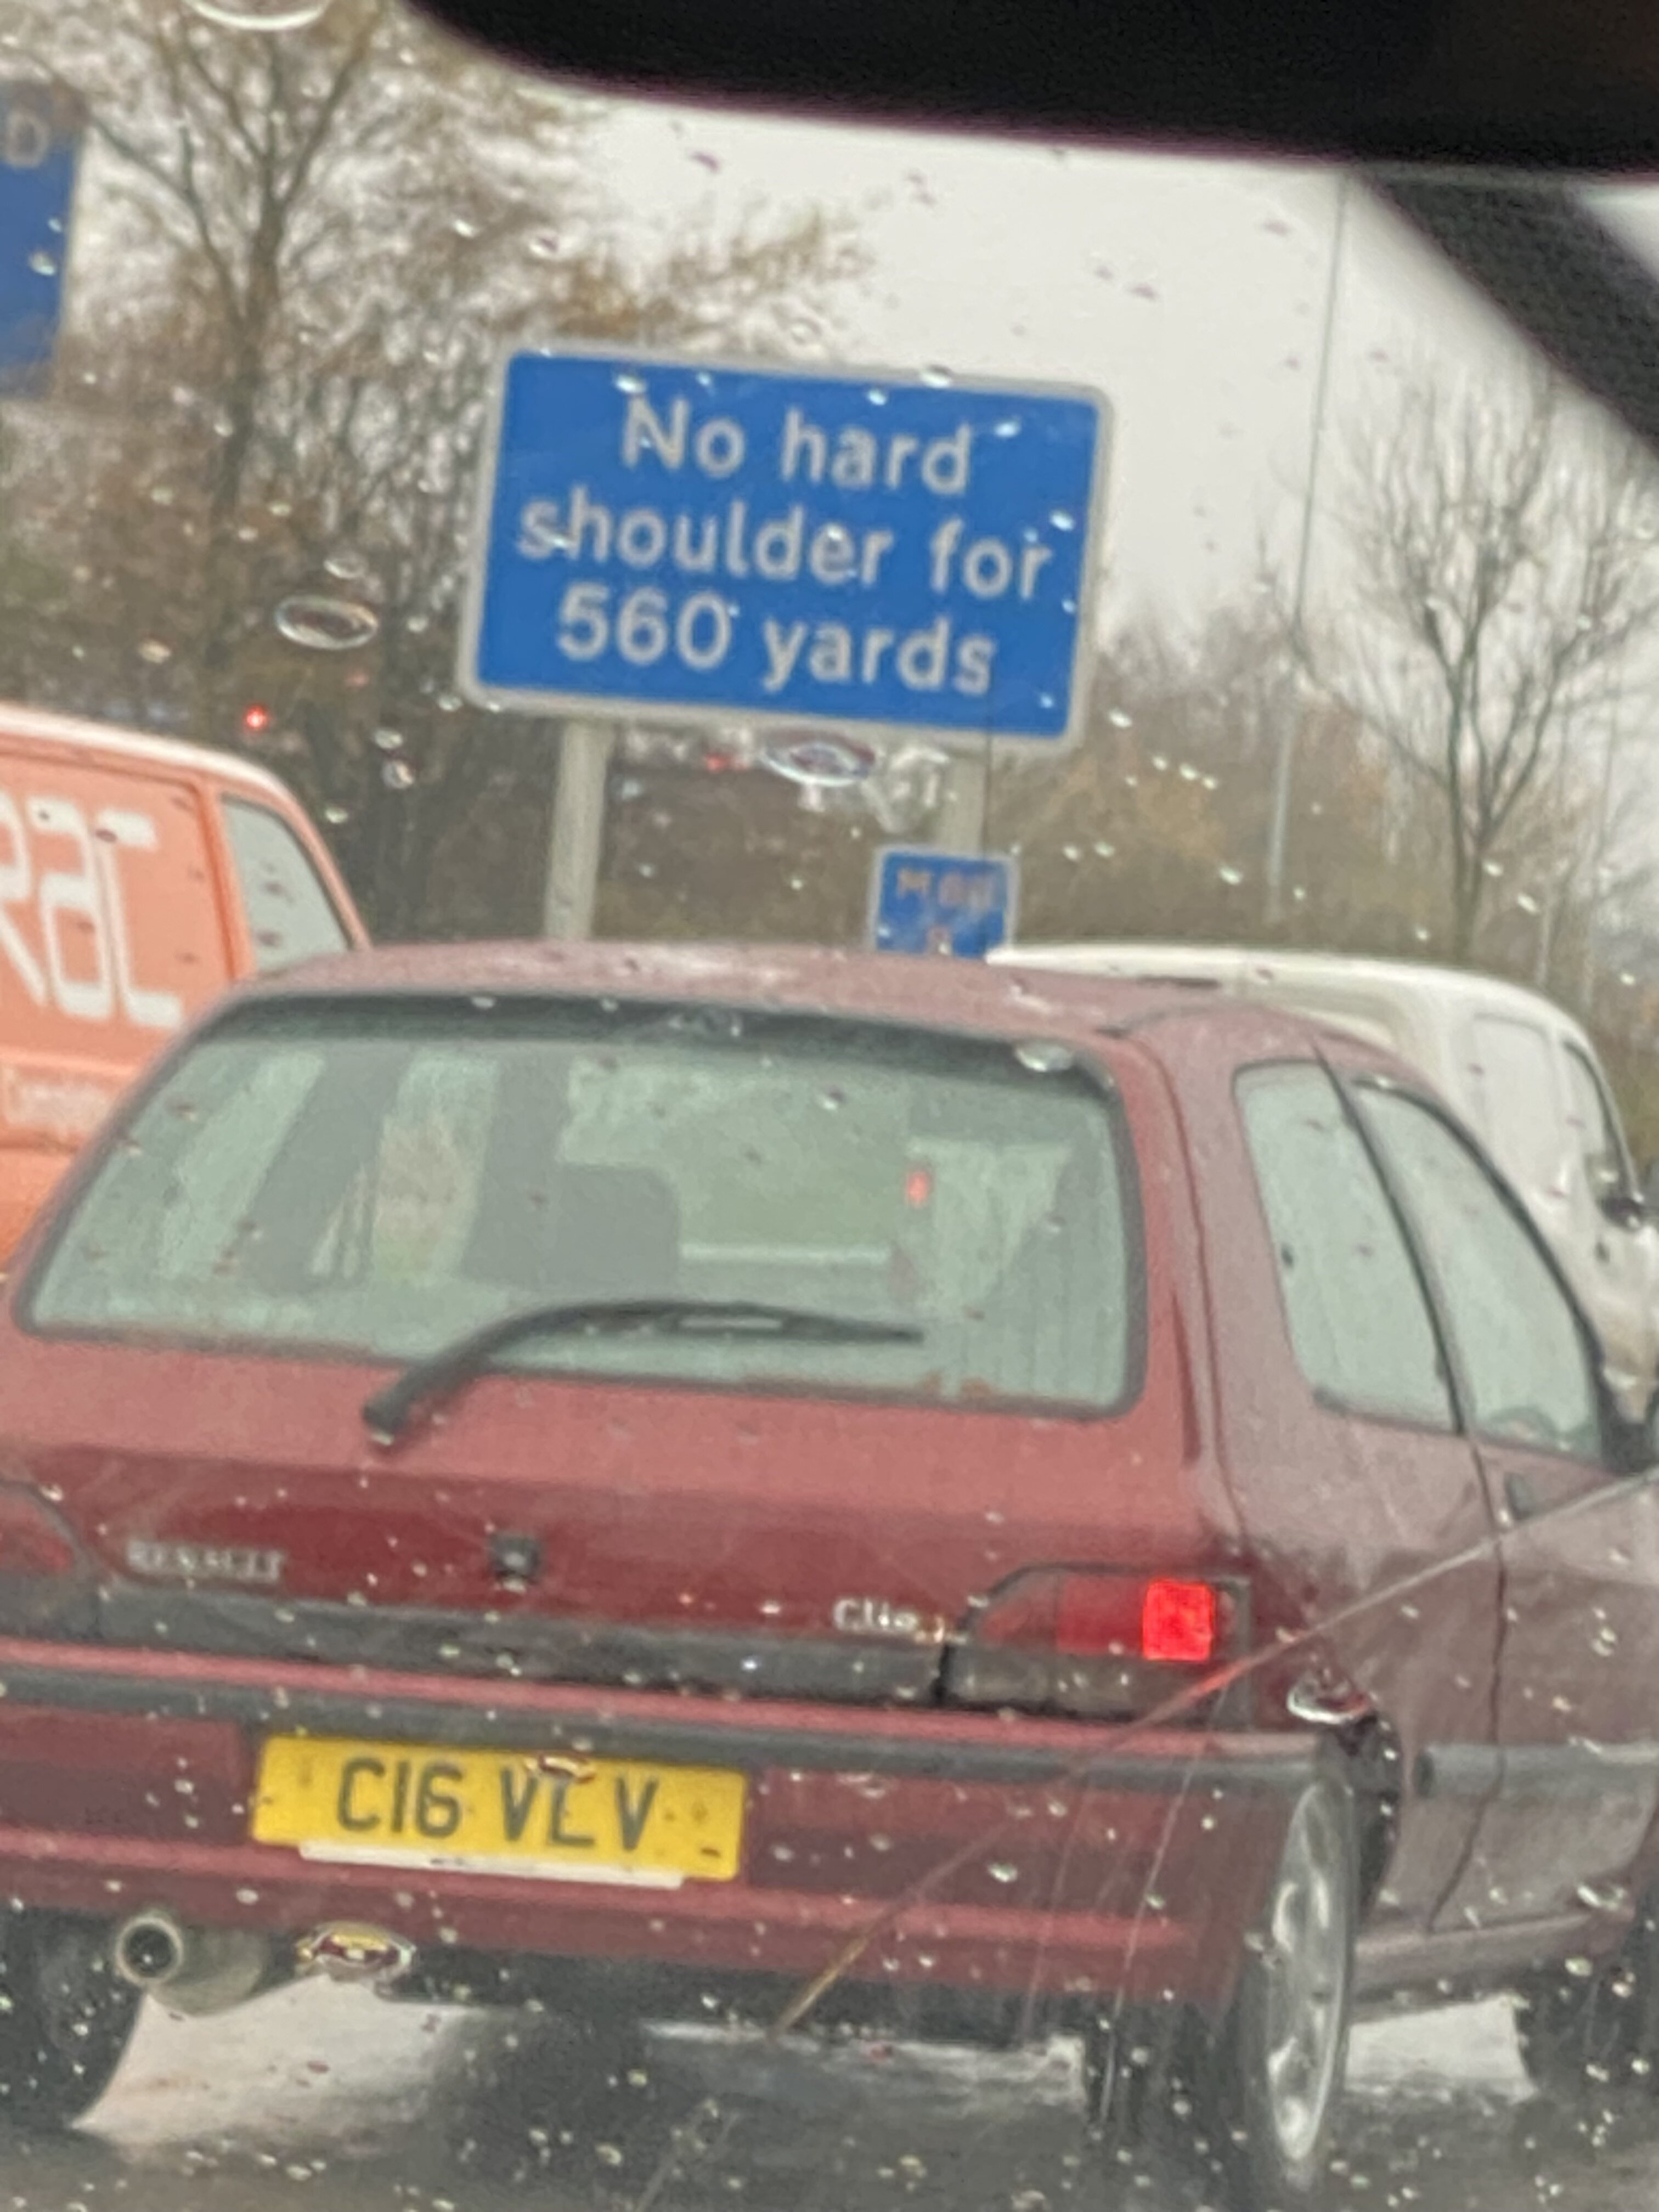 D
No hard
shoulder for
560 yards
RAC
RENAULT
Clio
C16 VLV